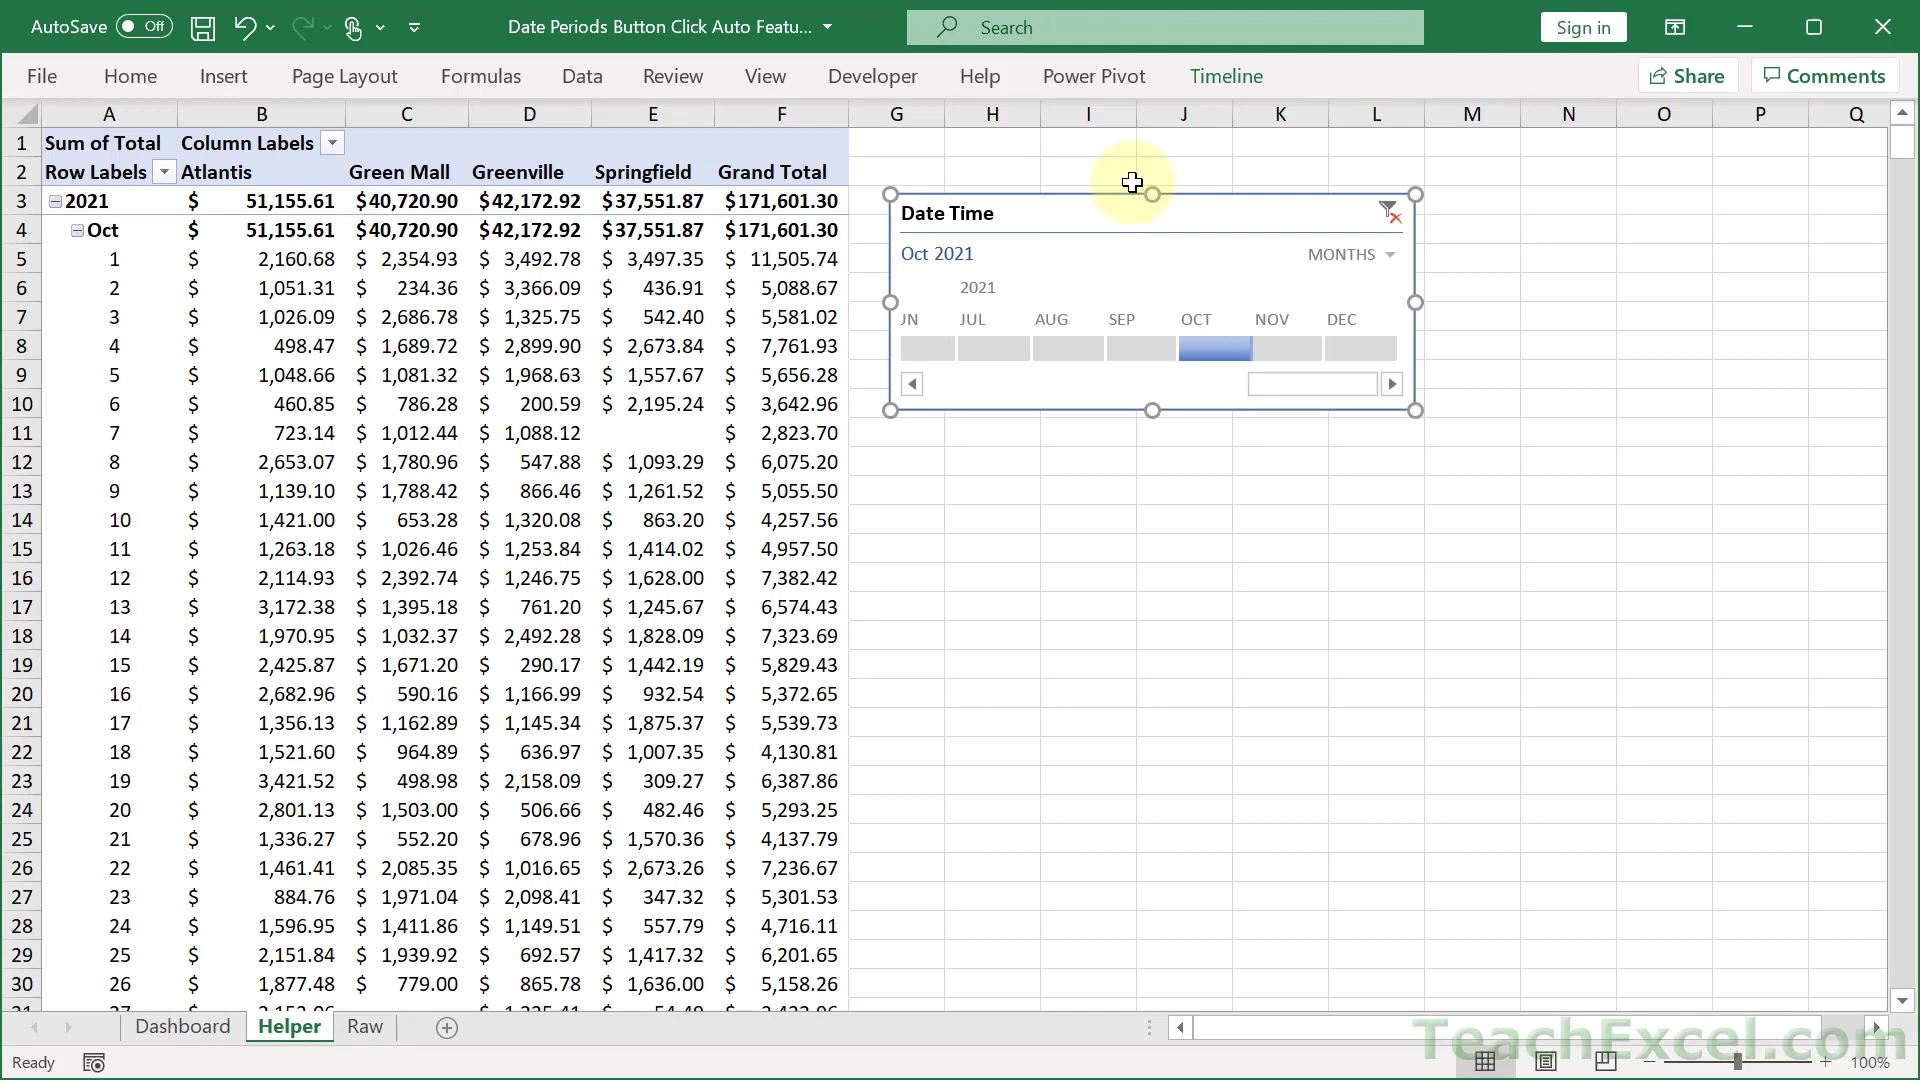 AutoSave Off Date Periods Button Click Auto Featu... Search Sign in
File Home Insert Page Layout Formulas Data Review View Developer Help Power Pivot Timeline Share Comments
A B C D E F G H I J K L M N O P Q
1 Sum of Total Column Labels
2 Row Labels Atlantis Green Mall Greenville Springfield Grand Total
3 2021 $ 51,155.61 $40,720.90 $42,172.92 $37,551.87 $171,601.30
4 Oct $ 51,155.61 $40,720.90 $42,172.92 $37,551.87 $171,601.30
5 1 $ 2,160.68 $ 2,354.93 $ 3,492.78 $ 3,497.35 $ 11,505.74
6 2 $ 1,051.31 $ 234.36 $ 3,366.09 $ 436.91 $ 5,088.67
7 3 $ 1,026.09 $ 2,686.78 $ 1,325.75 $ 542.40 $ 5,581.02
8 4 $ 498.47 $ 1,689.72 $ 2,899.90 $ 2,673.84 $ 7,761.93
9 5 $ 1,048.66 $ 1,081.32 $ 1,968.63 $ 1,557.67 $ 5,656.28
10 6 $ 460.85 $ 786.28 $ 200.59 $ 2,195.24 $ 3,642.96
11 7 $ 723.14 $ 1,012.44 $ 1,088.12 $ 2,823.70
12 8 $ 2,653.07 $ 1,780.96 $ 547.88 $ 1,093.29 $ 6,075.20
13 9 $ 1,139.10 $ 1,788.42 $ 866.46 $ 1,261.52 $ 5,055.50
14 10 $ 1,421.00 $ 653.28 $ 1,320.08 $ 863.20 $ 4,257.56
15 11 $ 1,263.18 $ 1,026.46 $ 1,253.84 $ 1,414.02 $ 4,957.50
16 12 $ 2,114.93 $ 2,392.74 $ 1,246.75 $ 1,628.00 $ 7,382.42
17 13 $ 3,172.38 $ 1,395.18 $ 761.20 $ 1,245.67 $ 6,574.43
18 14 $ 1,970.95 $ 1,032.37 $ 2,492.28 $ 1,828.09 $ 7,323.69
19 15 $ 2,425.87 $ 1,671.20 $ 290.17 $ 1,442.19 $ 5,829.43
20 16 $ 2,682.96 $ 590.16 $ 1,166.99 $ 932.54 $ 5,372.65
21 17 $ 1,356.13 $ 1,162.89 $ 1,145.34 $ 1,875.37 $ 5,539.73
22 18 $ 1,521.60 $ 964.89 $ 636.97 $ 1,007.35 $ 4,130.81
23 19 $ 3,421.52 $ 498.98 $ 2,158.09 $ 309.27 $ 6,387.86
24 20 $ 2,801.13 $ 1,503.00 $ 506.66 $ 482.46 $ 5,293.25
25 21 $ 1,336.27 $ 552.20 $ 678.96 $ 1,570.36 $ 4,137.79
26 22 $ 1,461.41 $ 2,085.35 $ 1,016.65 $ 2,673.26 $ 7,236.67
27 23 $ 884.76 $ 1,971.04 $ 2,098.41 $ 347.32 $ 5,301.53
28 24 $ 1,596.95 $ 1,411.86 $ 1,149.51 $ 557.79 $ 4,716.11
29 25 $ 2,151.84 $ 1,939.92 $ 692.57 $ 1,417.32 $ 6,201.65
30 26 $ 1,877.48 $ 779.00 $ 865.78 $ 1,636.00 $ 5,158.26
Date Time
Oct 2021 MONTHS
2021
JN JUL AUG SEP OCT NOV DEC
Dashboard Helper Raw
TeachExcel.com
Ready 100%